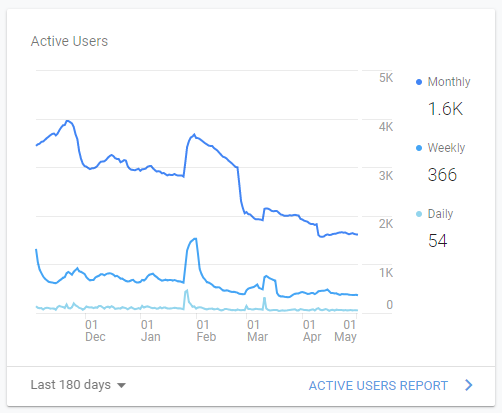 Active Users
5K
4K
3K
2K
1K
0
01 01 01 01 01 01
Dec Jan Feb Mar Apr May
Monthly
1.6K
Weekly
366
Daily
54
Last 180 days
ACTIVE USERS REPORT